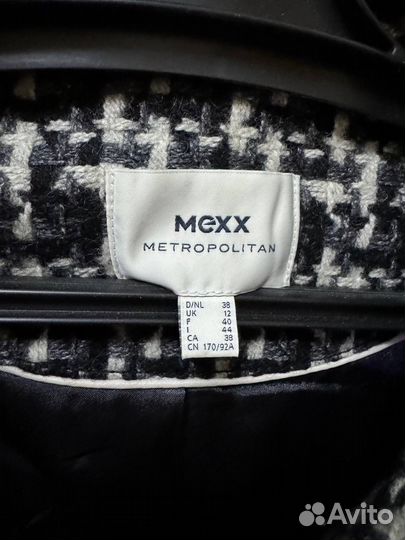 mexx
METROPOLITAN
D/NL 38
UK 12
F 40
I 44
CA 38
CN 170/92A
Avito